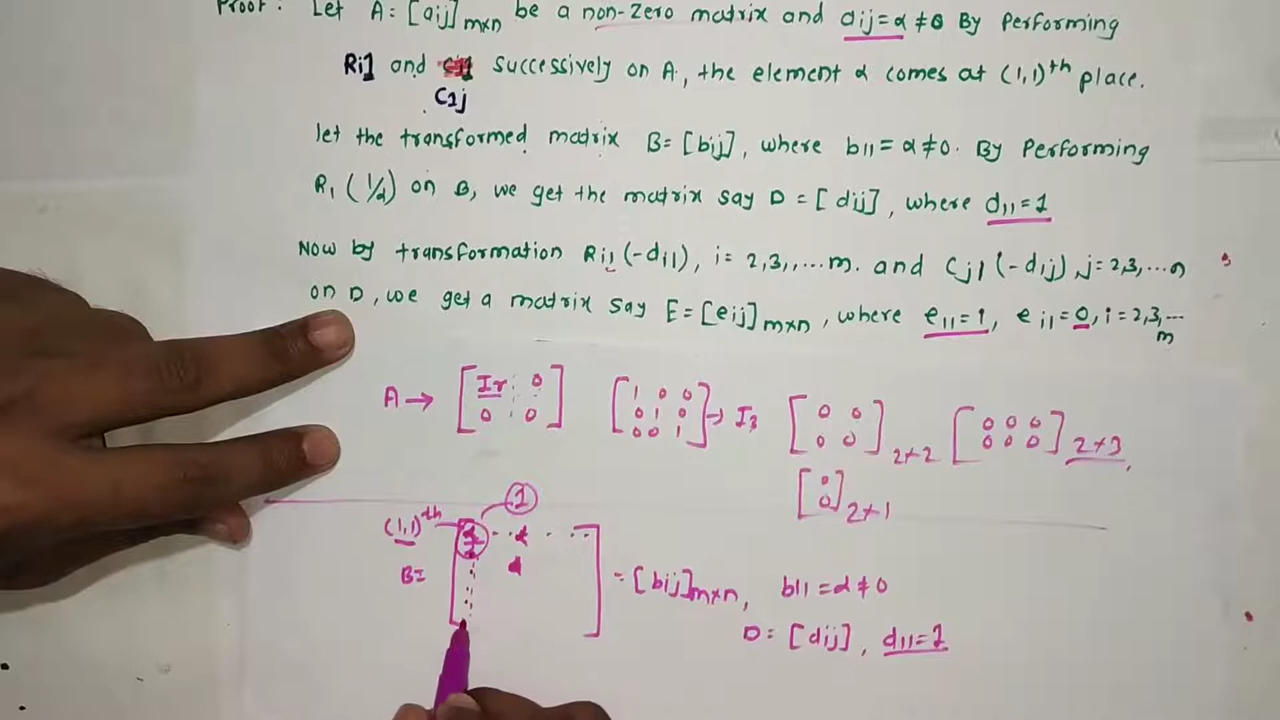 Proof: Let A = [aij]m×n be a non-zero matrix and aij = α ≠ 0 By Performing
Ri1 and successively on A, the element α comes at (1,1)th place.
C1j
let the transformed matrix B = [bij], where b11 = α ≠ 0. By Performing
R1 (1/α) on B, we get the matrix say D = [dij], where d11 = 1
Now by transformation Ri1 (-di1), i = 2,3,...m. and Cj1 (-dij), j = 2,3,...n
on D, we get a matrix say E = [eij]m×n, where e11 = 1, ei1 = 0, i = 2,3,...
m
A → [Ir 0 0 0] [1 0 0 0 1 0 0 0 1] → I3 [0 0 0 0]2×2 [0 0 0 0 0 0]2×3,
[0 0]2×1
1
(1,1)th
B = = [bij]m×n, b11 = α ≠ 0
D = [dij], d11 = 1